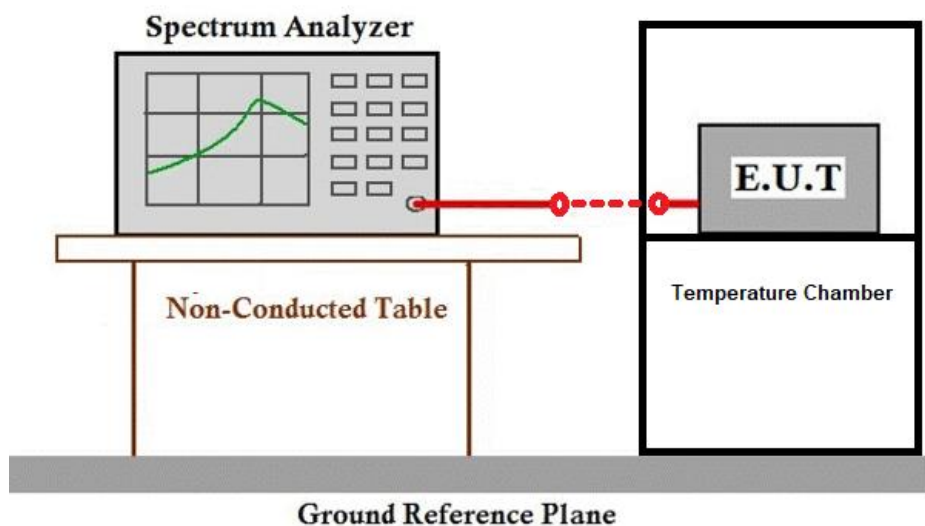 Spectrum Analyzer
E.U.T
Temperature Chamber
Non-Conducted Table
Ground Reference Plane